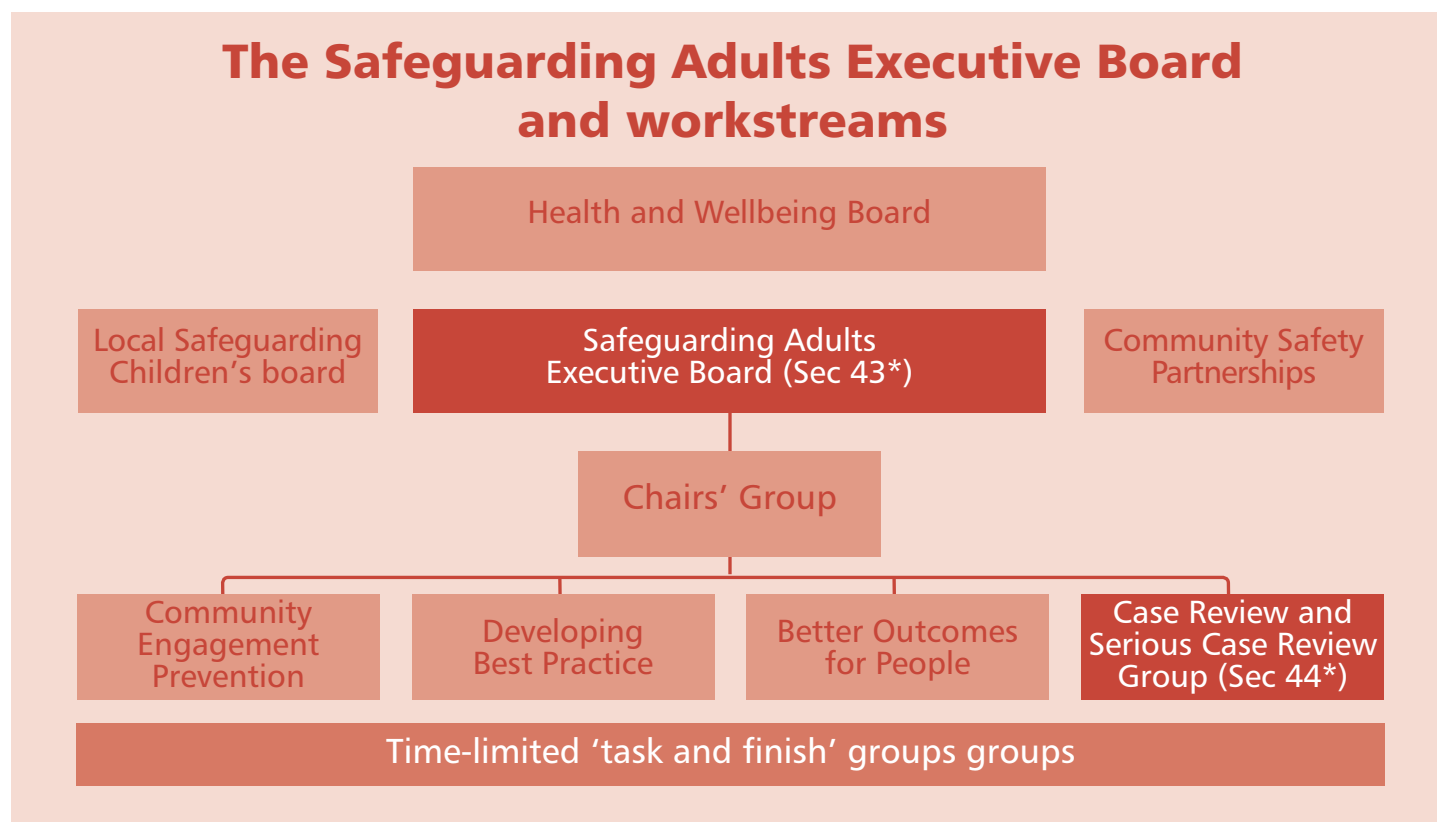 The Safeguarding Adults Executive Board
and workstreams
Health and Wellbeing Board
Local Safeguarding
Children’s board
Safeguarding Adults
Executive Board (Sec 43*)
Community Safety
Partnerships
Chairs’ Group
Community
Engagement
Prevention
Developing
Best Practice
Better Outcomes
for People
Case Review and
Serious Case Review
Group (Sec 44*)
Time-limited ‘task and finish’ groups groups